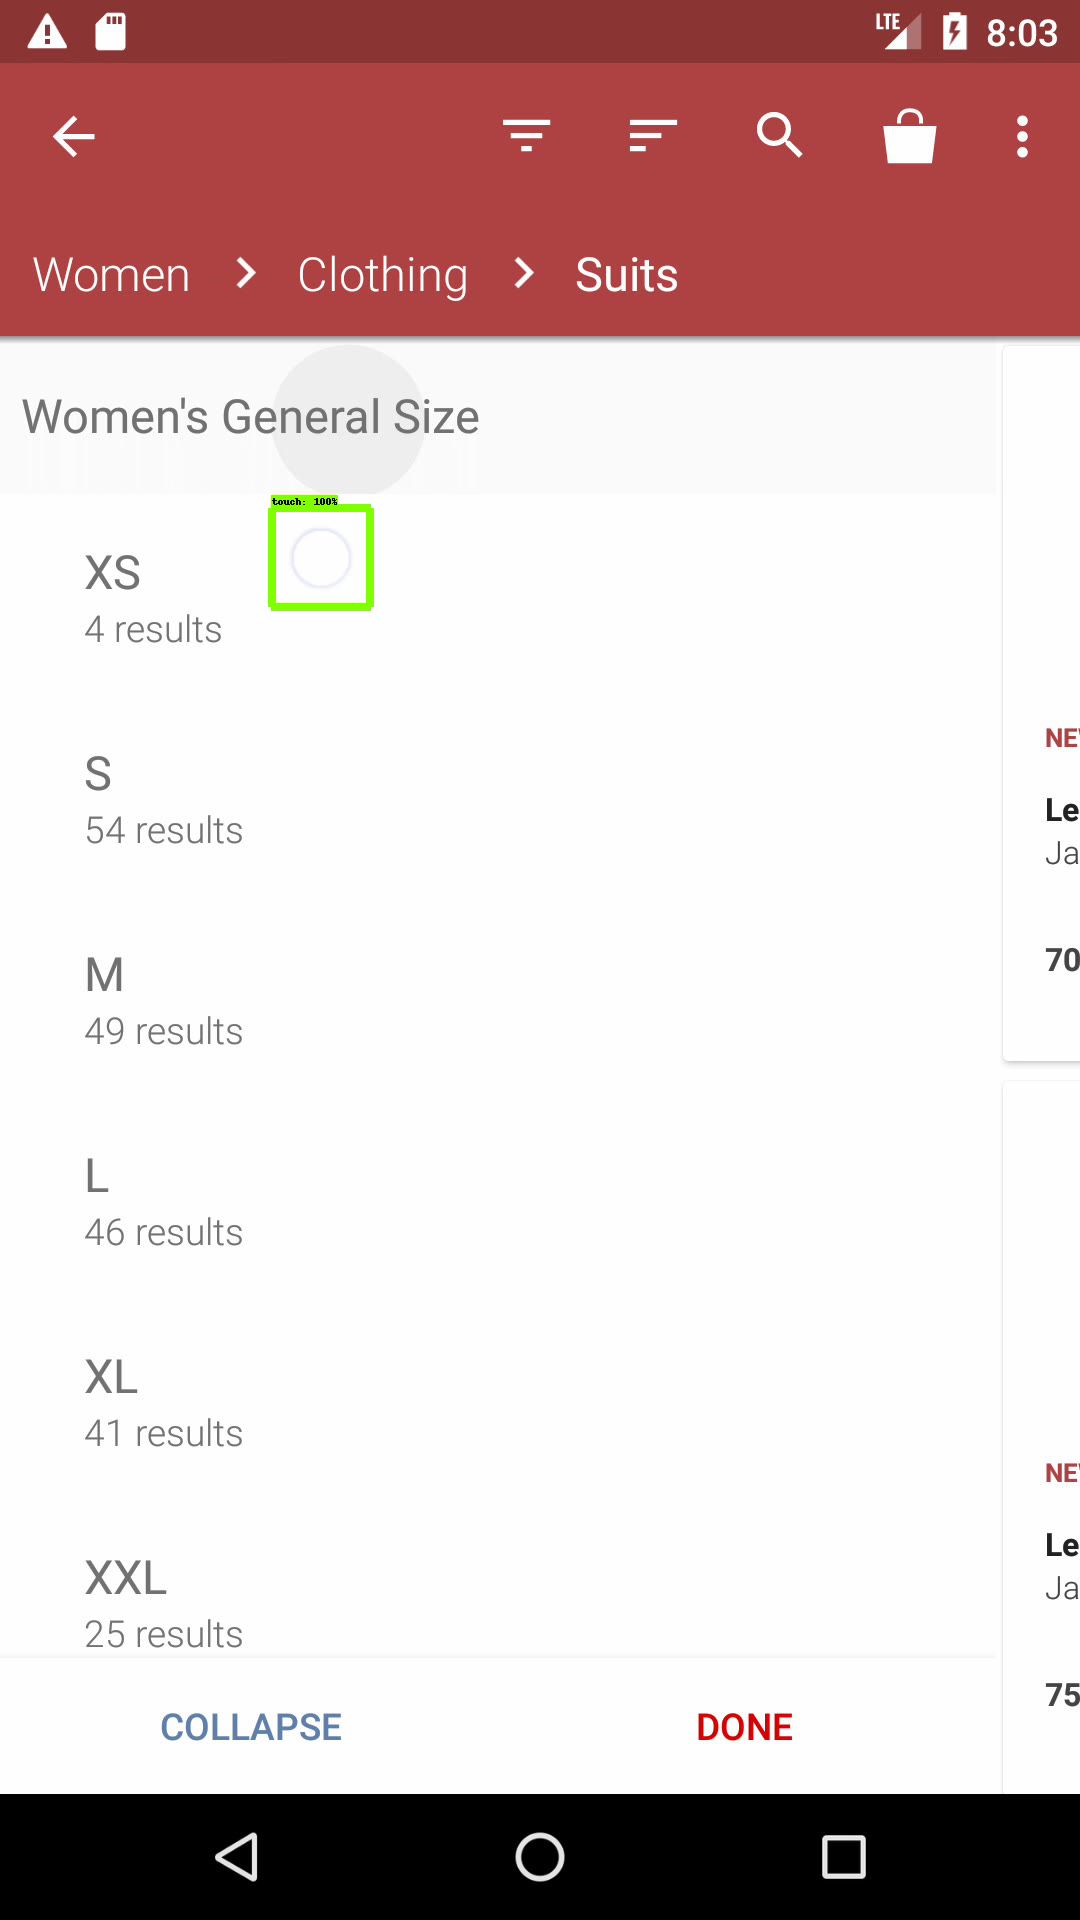 LTE 8:03
Women Clothing Suits
Women's General Size
touch: 100%
XS
4 results
S
54 results
M
49 results
L
46 results
XL
41 results
XXL
25 results
NE
Le
Ja
70
NE
Le
Ja
75
COLLAPSE DONE